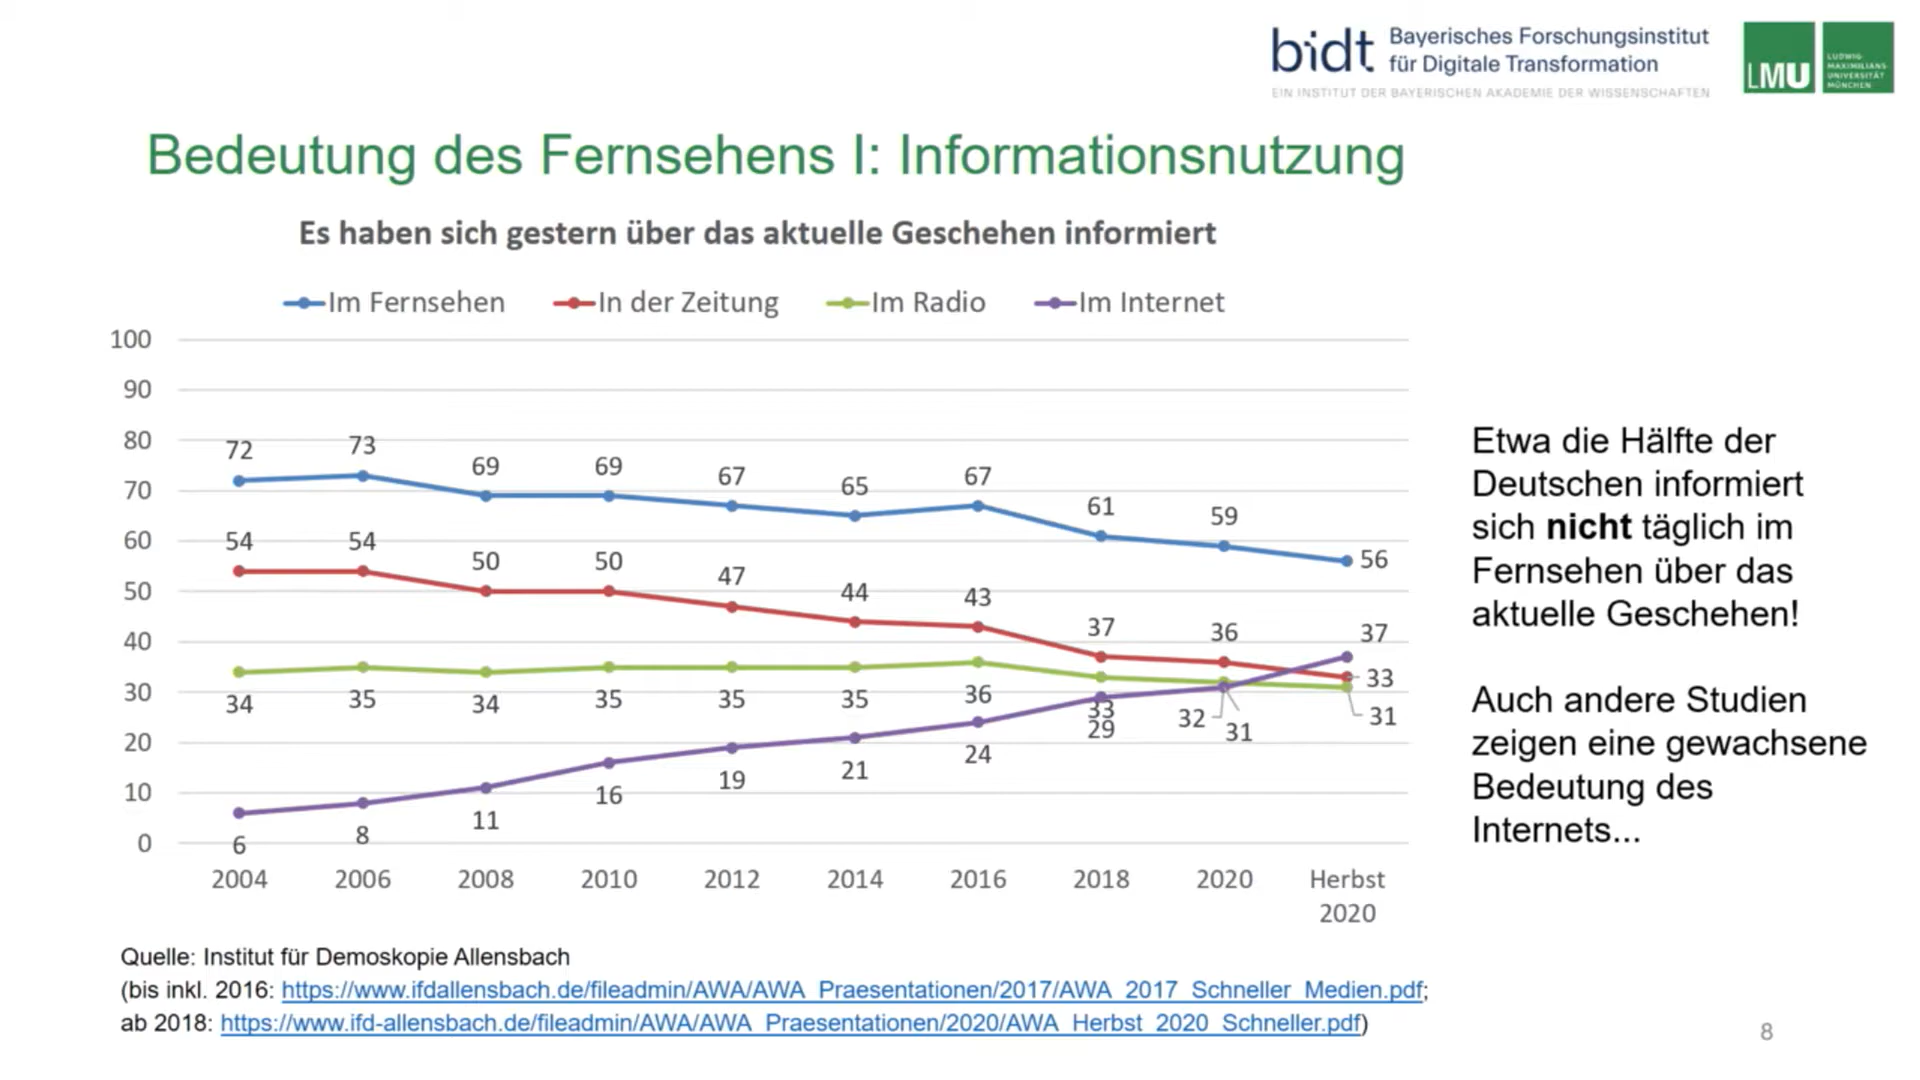 bidt Bayerisches Forschungsinstitut
für Digitale Transformation
EIN INSTITUT DER BAYERISCHEN AKADEMIE DER WISSENSCHAFTEN
LMU
LUDWIG-
MAXIMILIANS
UNIVERSITÄT
MÜNCHEN
Bedeutung des Fernsehens I: Informationsnutzung
Es haben sich gestern über das aktuelle Geschehen informiert
Im Fernsehen In der Zeitung Im Radio Im Internet
100
90
80
70
60
50
40
30
20
10
0
72 73 69 69 67 65 67 61 59 56
54 54 50 50 47 44 43 37 36 33
34 35 34 35 35 35 36 33 32 31
6 8 11 16 19 21 24 29 31 37
2004 2006 2008 2010 2012 2014 2016 2018 2020 Herbst
2020
Etwa die Hälfte der
Deutschen informiert
sich nicht täglich im
Fernsehen über das
aktuelle Geschehen!
Auch andere Studien
zeigen eine gewachsene
Bedeutung des
Internets...
Quelle: Institut für Demoskopie Allensbach
(bis inkl. 2016: https://www.ifdallensbach.de/fileadmin/AWA/AWA_Praesentationen/2017/AWA_2017_Schneller_Medien.pdf;
ab 2018: https://www.ifd-allensbach.de/fileadmin/AWA/AWA_Praesentationen/2020/AWA_Herbst_2020_Schneller.pdf)
8